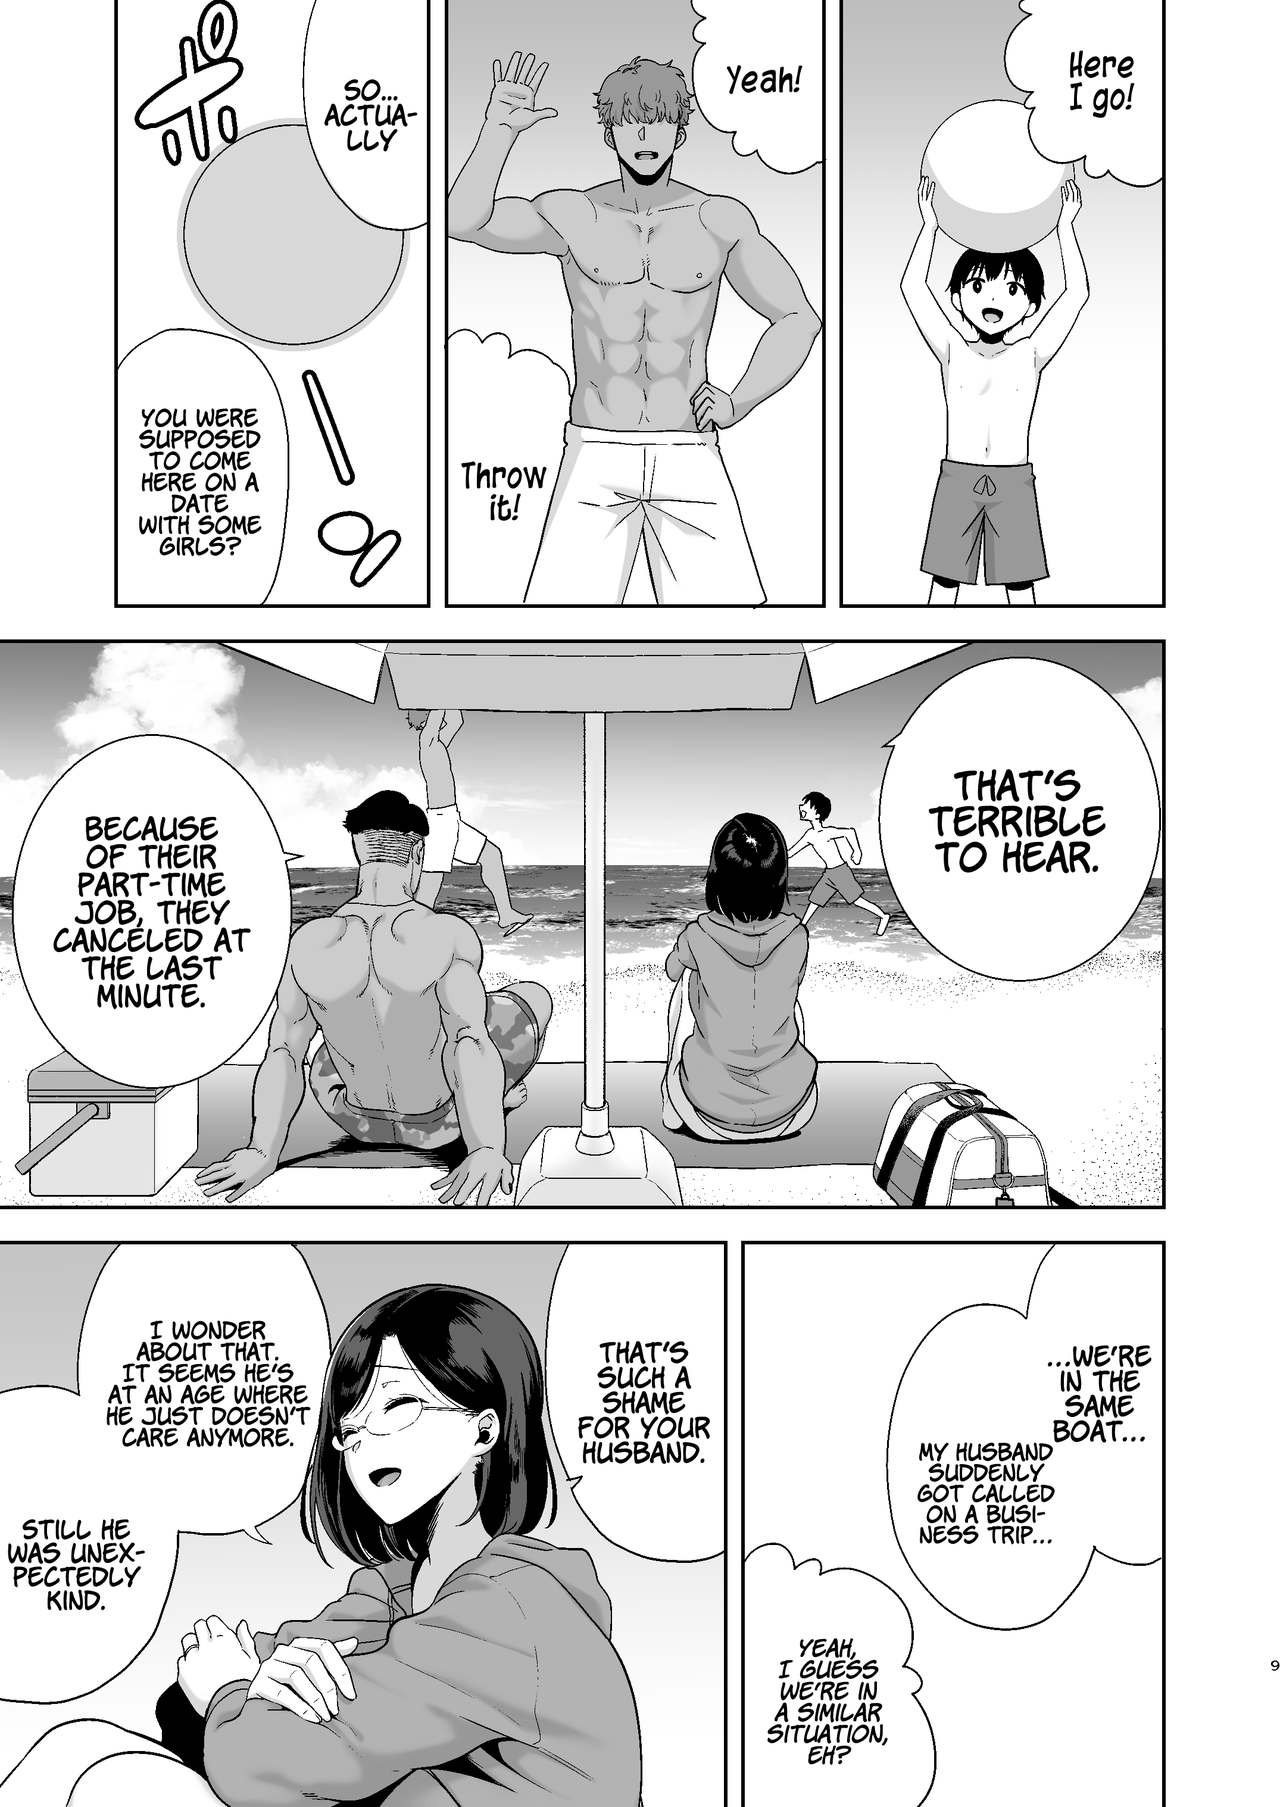 Here
I go!
Yeah!
Throw
it!
SO...
ACTUA-
LLY
ポーン
YOU WERE
SUPPOSED
TO COME
HERE ON A
DATE
WITH SOME
GIRLS?
THAT'S
TERRIBLE
TO HEAR.
BECAUSE
OF THEIR
PART-TIME
JOB, THEY
CANCELED AT
THE LAST
MINUTE.
...WE'RE
IN THE
SAME
BOAT...
MY HUSBAND
SUDDENLY
GOT CALLED
ON A BUSI-
NESS TRIP...
YEAH,
I GUESS
WE'RE IN
A SIMILAR
SITUATION,
EH?
THAT'S
SUCH A
SHAME
FOR YOUR
HUSBAND.
I WONDER
ABOUT THAT.
IT SEEMS HE'S
AT AN AGE WHERE
HE JUST DOESN'T
CARE ANYMORE.
STILL HE
WAS UNEX-
PECTEDLY
KIND.
9